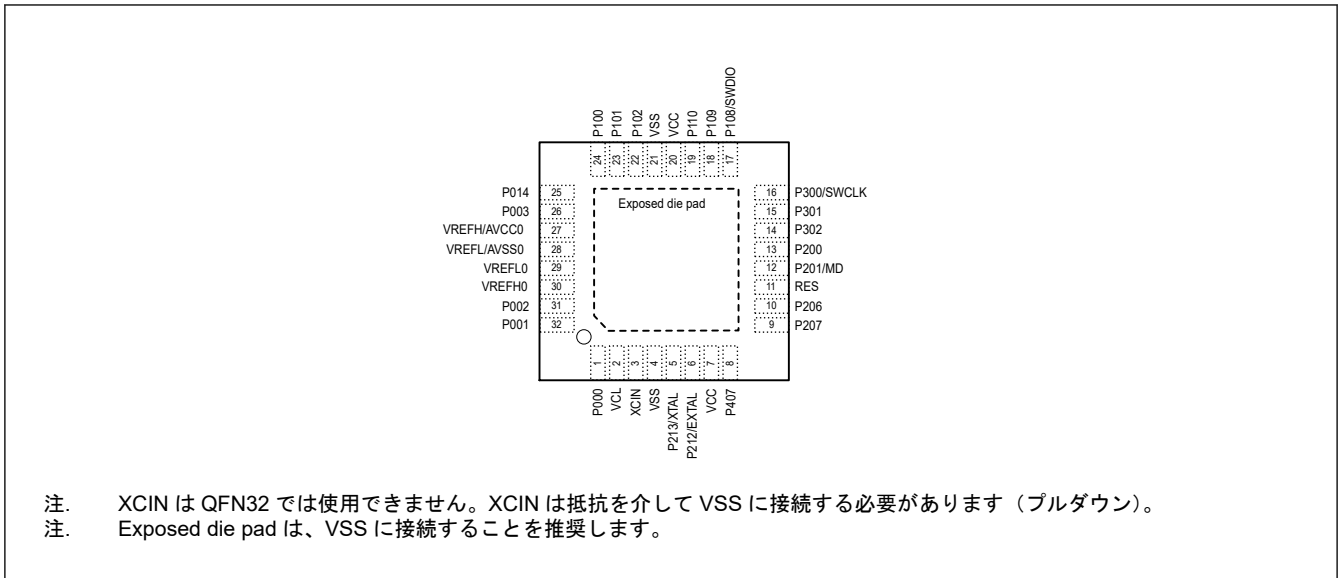 P100
P101
P102
VSS
VCC
P110
P109
P108/SWDIO
24
23
22
21
20
19
18
17
P014 25
P003 26
VREFH/AVCC0 27
VREFL/AVSS0 28
VREFL0 29
VREFH0 30
P002 31
P001 32
Exposed die pad
16 P300/SWCLK
15 P301
14 P302
13 P200
12 P201/MD
11 RES
10 P206
9 P207
1
2
3
4
5
6
7
8
P000
VCL
XCIN
VSS
P213/XTAL
P212/EXTAL
VCC
P407
注. XCIN は QFN32 では使用できません。XCIN は抵抗を介して VSS に接続する必要があります（プルダウン）。
注. Exposed die pad は、VSS に接続することを推奨します。